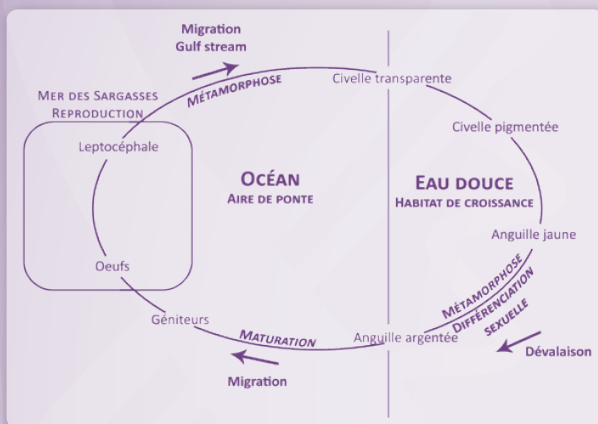 Migration
Gulf stream
MÉTAMORPHOSE
Civelle transparente
MER DES SARGASSES
REPRODUCTION
Civelle pigmentée
Leptocéphale
OCÉAN
AIRE DE PONTE
EAU DOUCE
HABITAT DE CROISSANCE
Anguille jaune
Oeufs
MÉTAMORPHOSE
DIFFÉRENCIATION
SEXUELLE
Géniteurs
MATURATION
Anguille argentée
Dévalaison
Migration